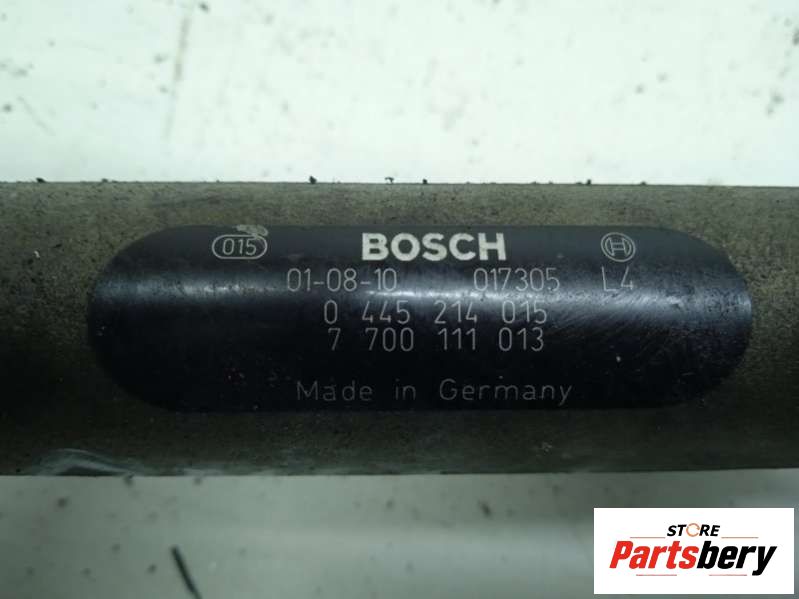 015 BOSCH
01-08-10 017305 L4
0 445 214 015
7 700 111 013
Made in Germany
STORE
Partsbery